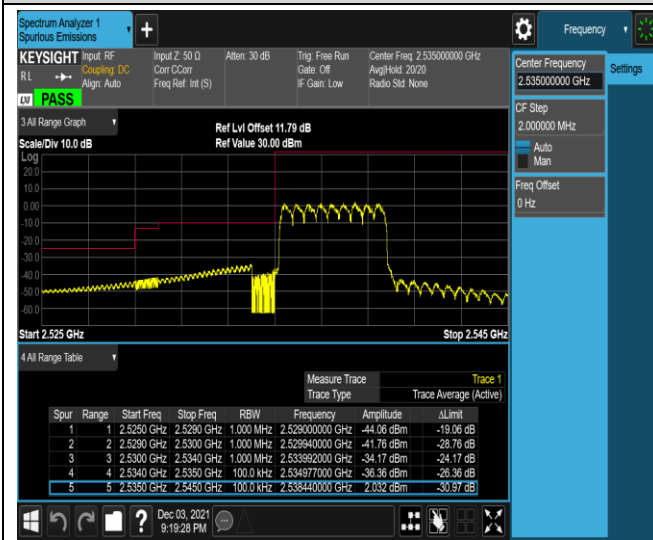 Spectrum Analyzer 1
Spurious Emissions
+
Frequency
KEYSIGHT
RL
LXI PASS
Input: RF
Coupling: DC
Align: Auto
Input Z: 50 Ω
Corr CCorr
Freq Ref: Int (S)
Atten: 30 dB
Trig: Free Run
Gate: Off
IF Gain: Low
Center Freq: 2.535000000 GHz
Avg|Hold: 20/20
Radio Std: None
Center Frequency
2.535000000 GHz
Settings
CF Step
2.000000 MHz
Auto
Man
Freq Offset
0 Hz
3 All Range Graph
Scale/Div 10.0 dB
Ref Lvl Offset 11.79 dB
Ref Value 30.00 dBm
Log
20.0
10.0
0.00
-10.0
-20.0
-30.0
-40.0
-50.0
-60.0
Start 2.525 GHz
Stop 2.545 GHz
4 All Range Table
Measure Trace Trace 1
Trace Type Trace Average (Active)
Spur Range Start Freq Stop Freq RBW Frequency Amplitude ΔLimit
1 1 2.5250 GHz 2.5290 GHz 1.000 MHz 2.529000000 GHz -44.06 dBm -19.06 dB
2 2 2.5290 GHz 2.5300 GHz 1.000 MHz 2.529940000 GHz -41.76 dBm -28.76 dB
3 3 2.5300 GHz 2.5340 GHz 1.000 MHz 2.533992000 GHz -34.17 dBm -24.17 dB
4 4 2.5340 GHz 2.5350 GHz 100.0 kHz 2.534977000 GHz -36.36 dBm -26.36 dB
5 5 2.5350 GHz 2.5450 GHz 100.0 kHz 2.538440000 GHz 2.032 dBm -30.97 dB
?
Dec 03, 2021
9:19:28 PM